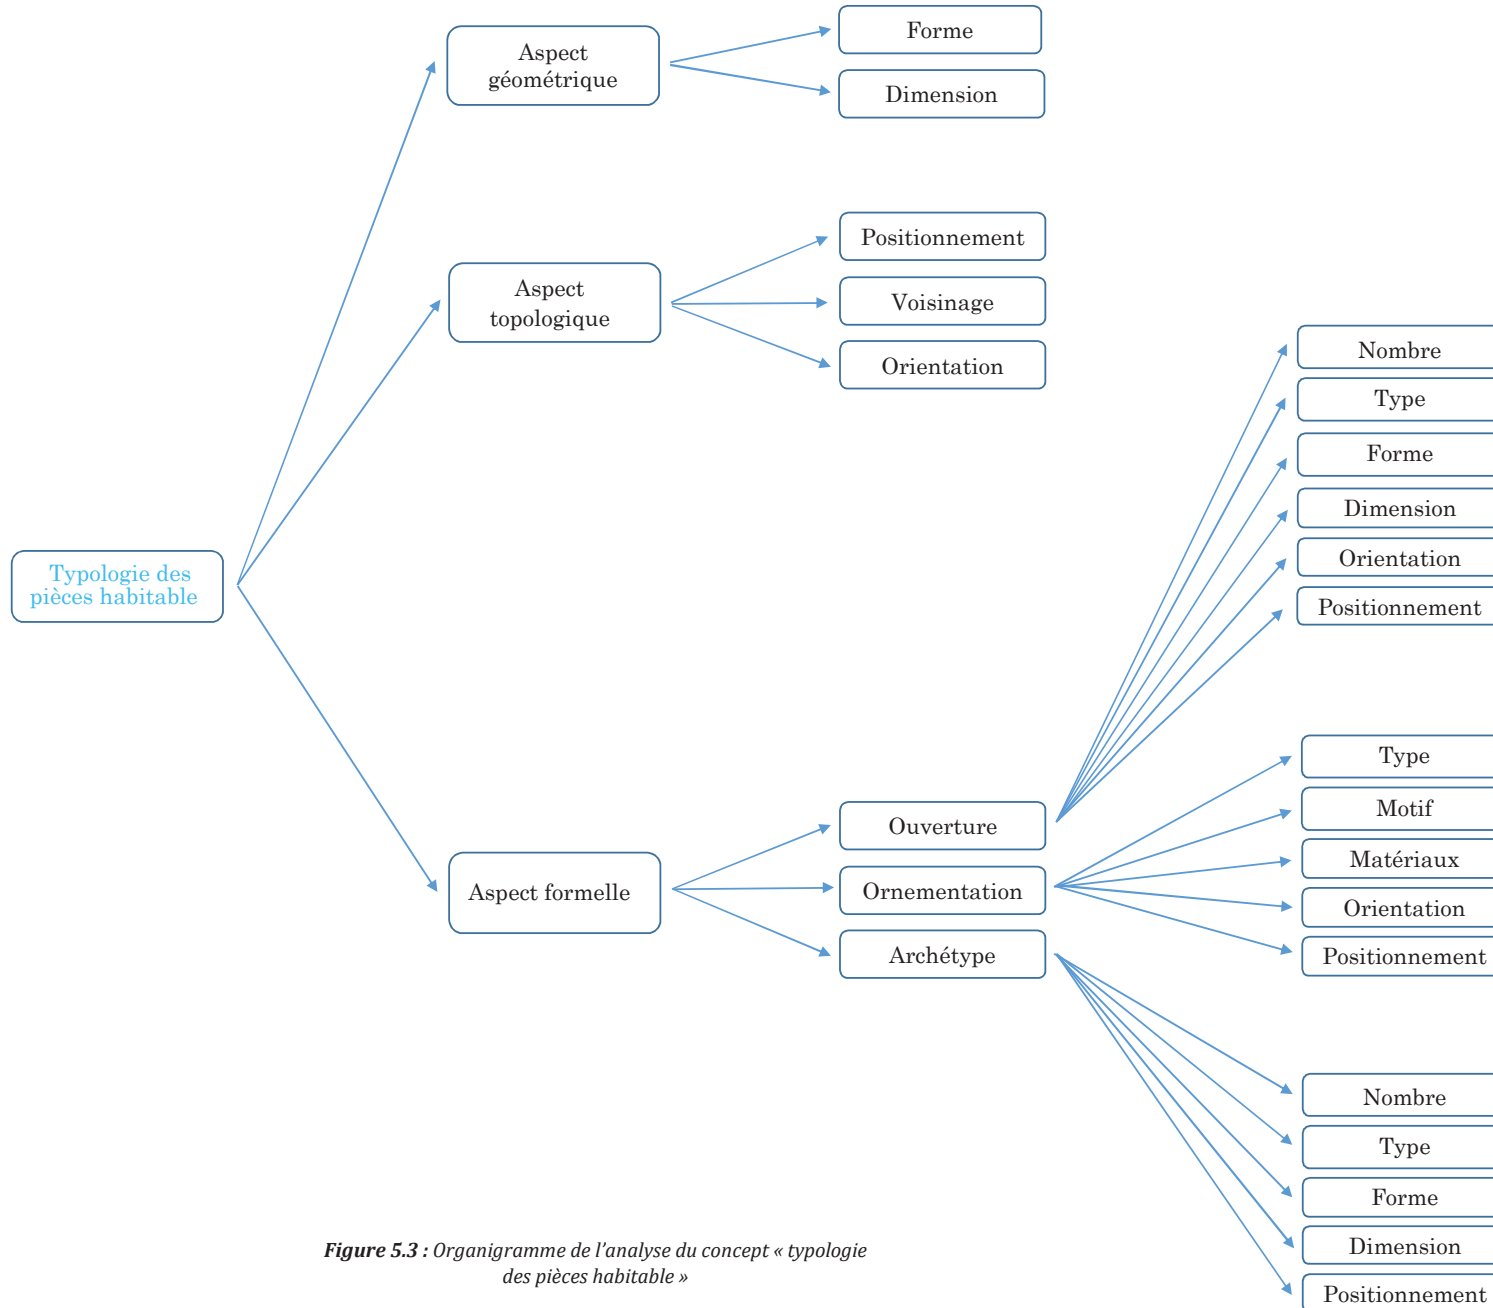 Typologie des
pièces habitable
Aspect
géométrique
Forme
Dimension
Aspect
topologique
Positionnement
Voisinage
Orientation
Aspect formelle
Ouverture
Nombre
Type
Forme
Dimension
Orientation
Positionnement
Ornementation
Type
Motif
Matériaux
Orientation
Positionnement
Archétype
Nombre
Type
Forme
Dimension
Positionnement
Figure 5.3 : Organigramme de l’analyse du concept « typologie
des pièces habitable »